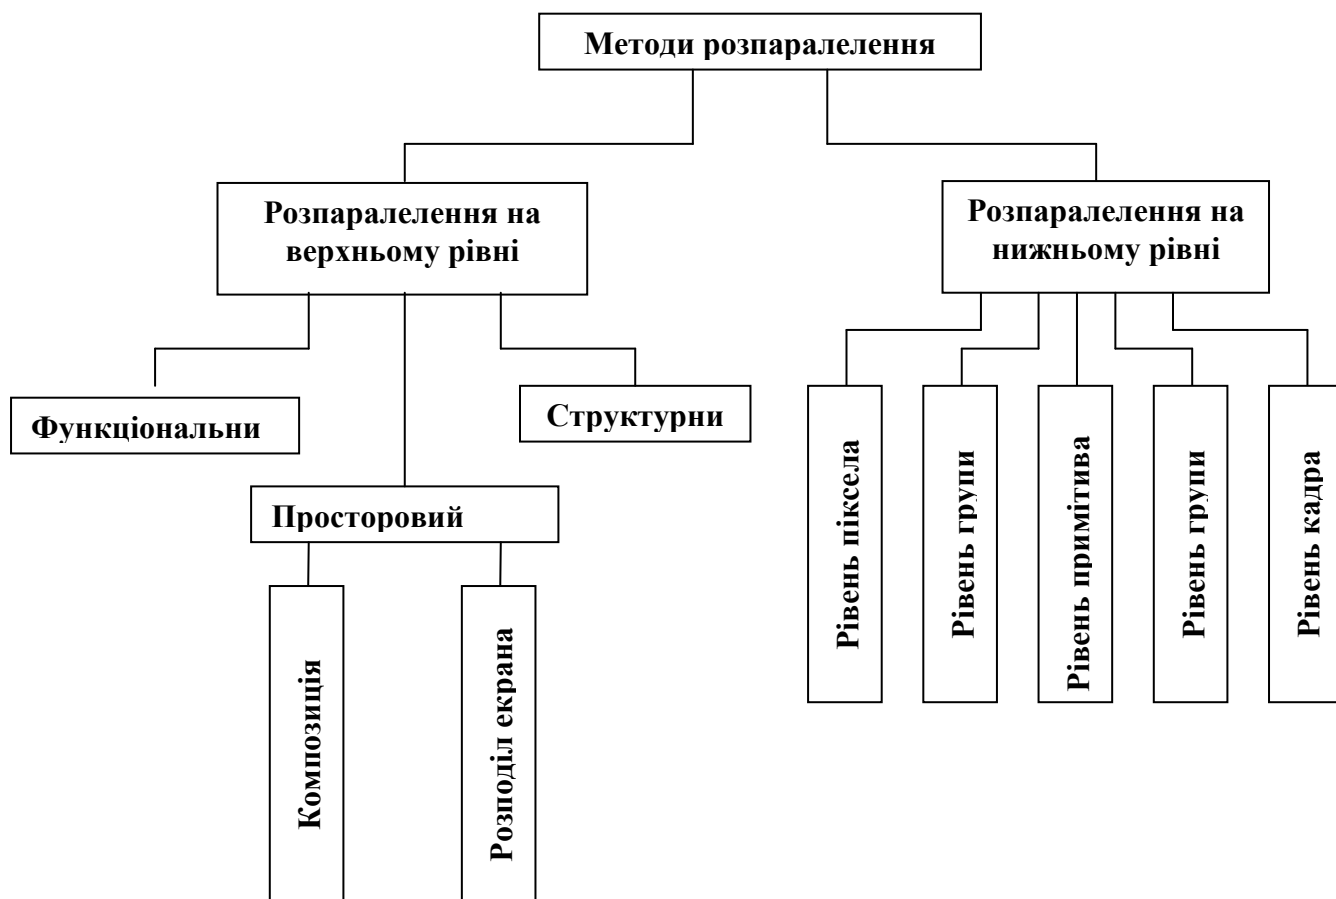 Методи розпаралелення
Розпаралелення на
верхньому рівні
Розпаралелення на
нижньому рівні
Функціональни
Структурни
Просторовий
Композиція
Розподіл екрана
Рівень піксела
Рівень групи
Рівень примітива
Рівень групи
Рівень кадра